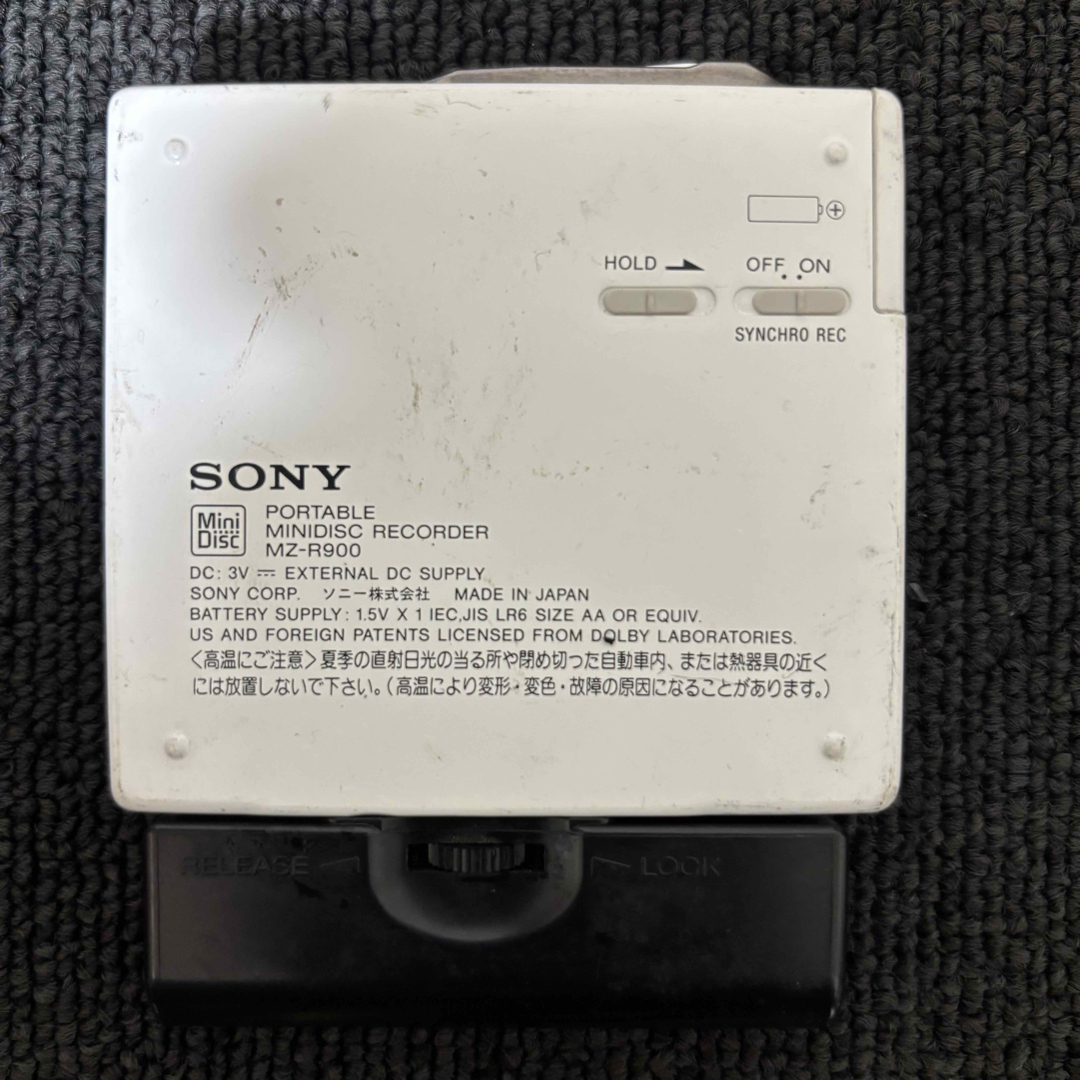 HOLD
OFF ON
SYNCHRO REC
SONY
Mini Disc
PORTABLE
MINIDISC RECORDER
MZ-R900
DC: 3V ⎓ EXTERNAL DC SUPPLY
SONY CORP. ソニー株式会社 MADE IN JAPAN
BATTERY SUPPLY: 1.5V X 1 IEC,JIS LR6 SIZE AA OR EQUIV.
US AND FOREIGN PATENTS LICENSED FROM DOLBY LABORATORIES.
〈高温にご注意〉夏季の直射日光の当る所や閉め切った自動車内、または熱器具の近く
には放置しないで下さい。(高温により変形・変色・故障の原因になることがあります。)
RELEASE LOCK